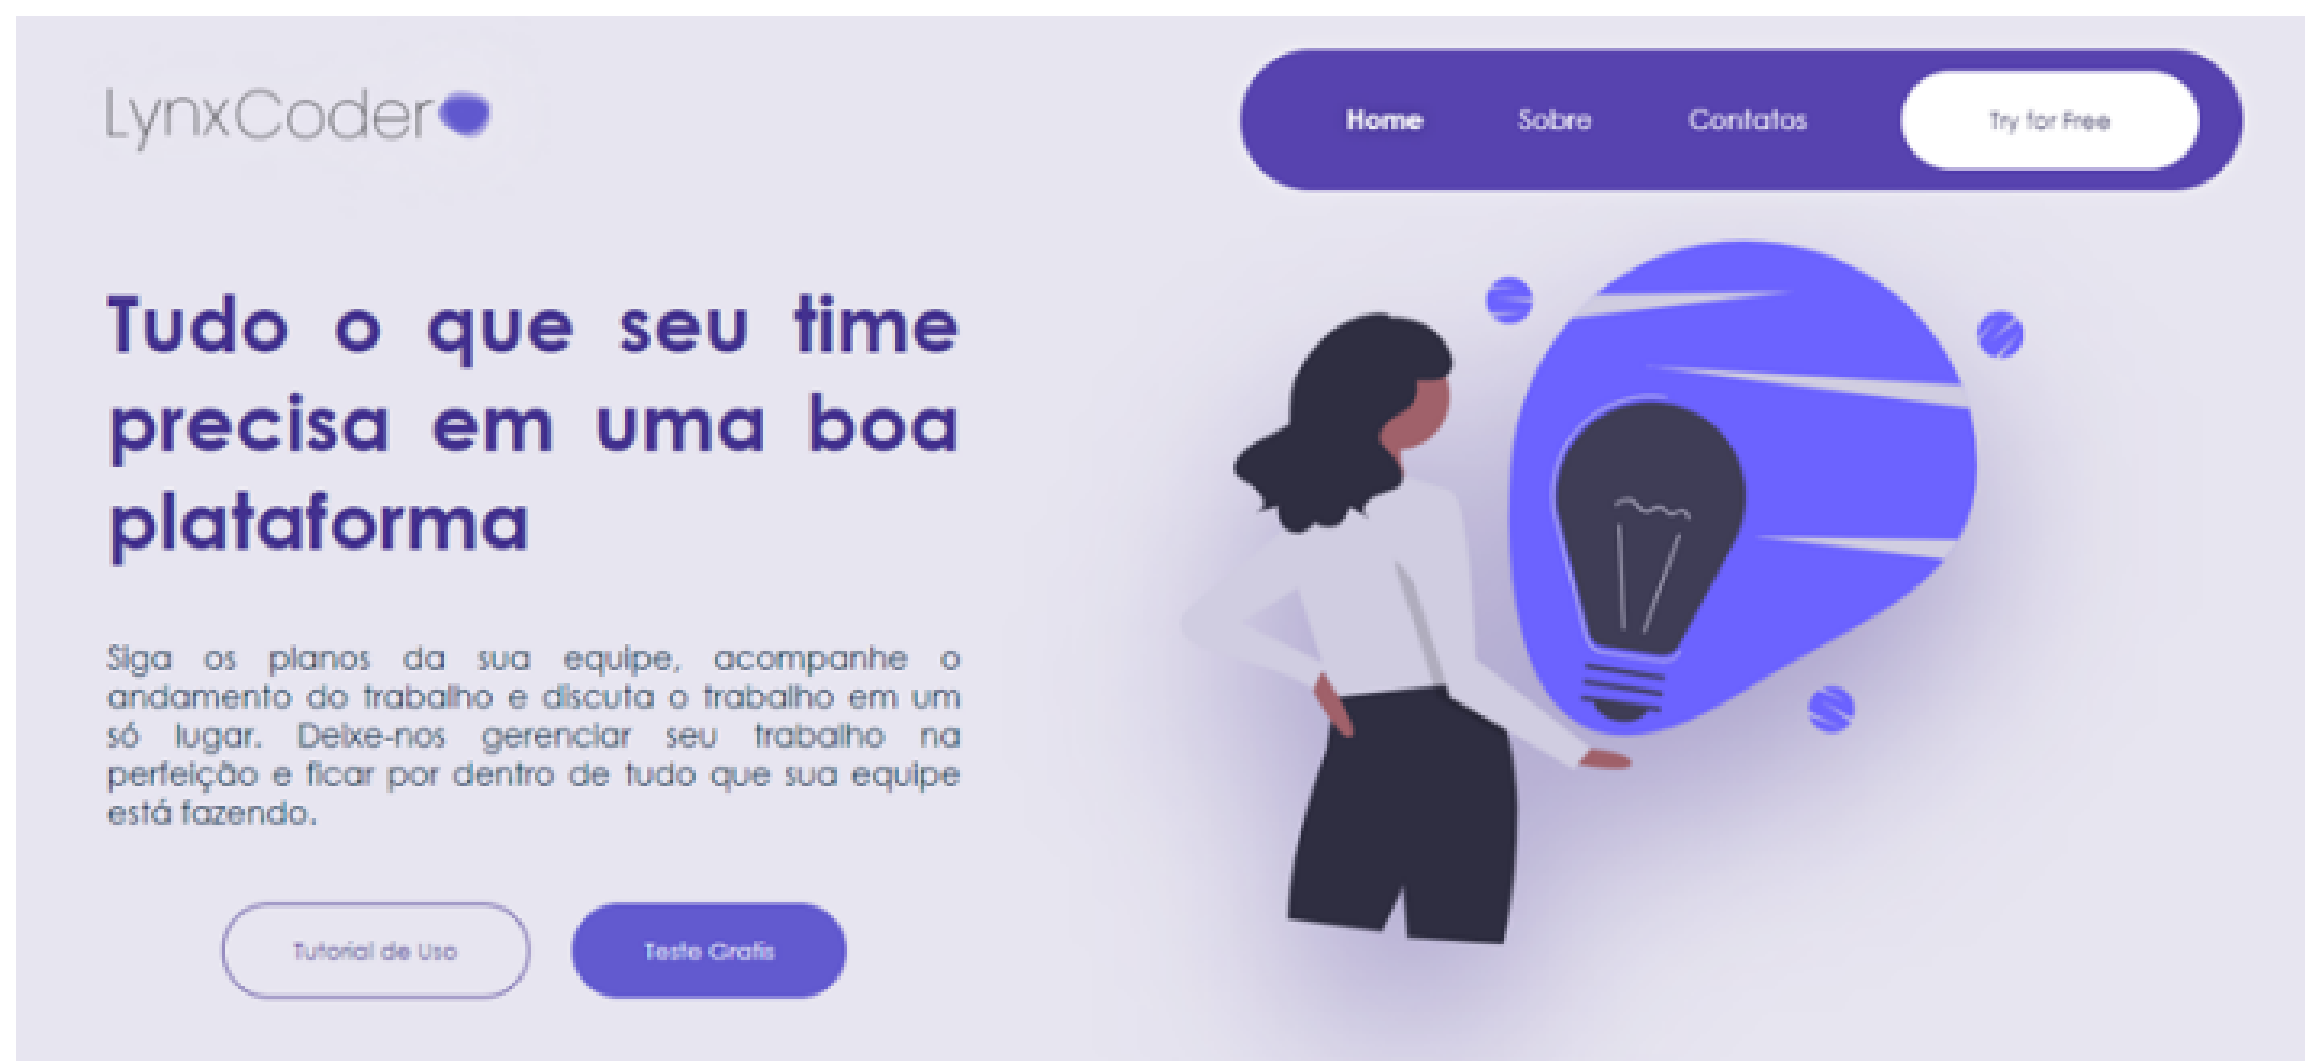 LynxCoder
Home Sobre Contatos Try for Free
Tudo o que seu time
precisa em uma boa
plataforma
Siga os planos da sua equipe, acompanhe o
andamento do trabalho e discuta o trabalho em um
só lugar. Deixe-nos gerenciar seu trabalho na
perfeição e ficar por dentro de tudo que sua equipe
está fazendo.
Tutorial de Uso Teste Gratis